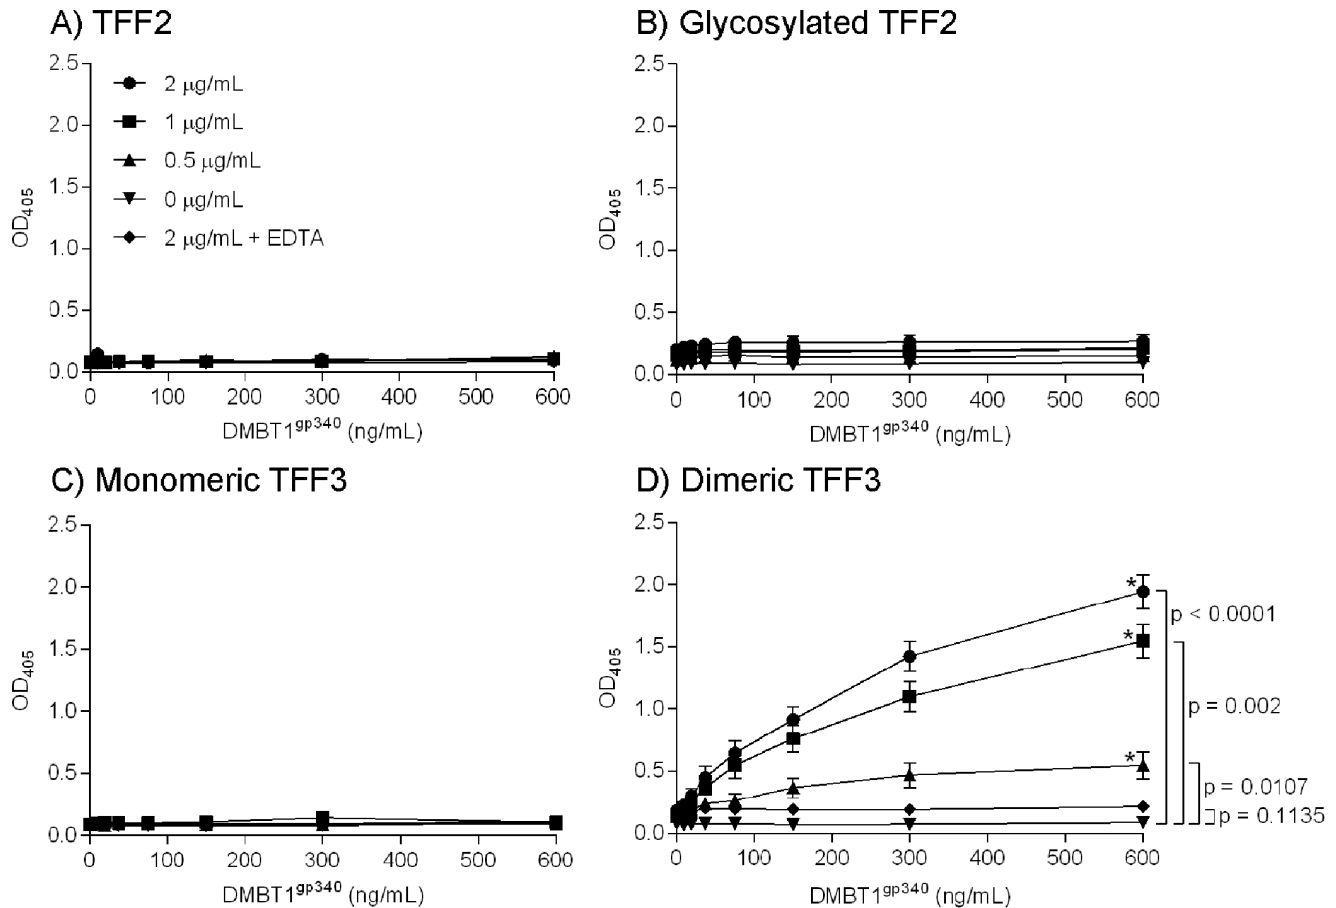 A) TFF2
2.5
2.0
1.5
1.0
0.5
0.0
OD405
2 µg/mL
1 µg/mL
0.5 µg/mL
0 µg/mL
2 µg/mL + EDTA
0 100 200 300 400 500 600
DMBT1gp340 (ng/mL)
B) Glycosylated TFF2
2.5
2.0
1.5
1.0
0.5
0.0
OD405
0 100 200 300 400 500 600
DMBT1gp340 (ng/mL)
C) Monomeric TFF3
2.5
2.0
1.5
1.0
0.5
0.0
OD405
0 100 200 300 400 500 600
DMBT1gp340 (ng/mL)
D) Dimeric TFF3
2.5
2.0
1.5
1.0
0.5
0.0
OD405
*
*
*
p < 0.0001
p = 0.002
p = 0.0107
p = 0.1135
0 100 200 300 400 500 600
DMBT1gp340 (ng/mL)